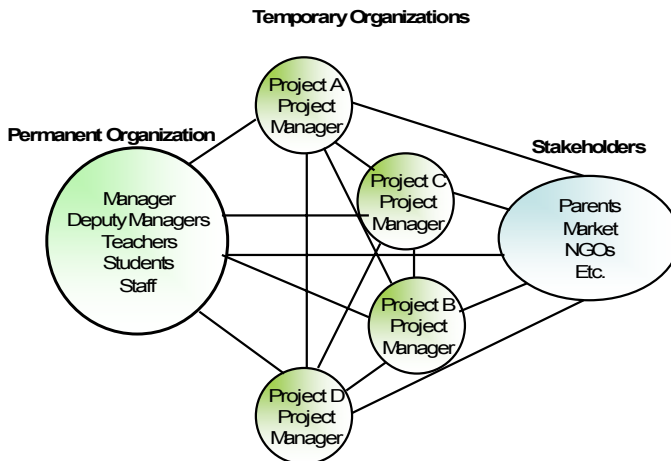 Temporary Organizations
Project A
Project
Manager
Permanent Organization
Stakeholders
Manager
Deputy Managers
Teachers
Students
Staff
Project C
Project
Manager
Parents
Market
NGOs
Etc.
Project B
Project
Manager
Project D
Project
Manager